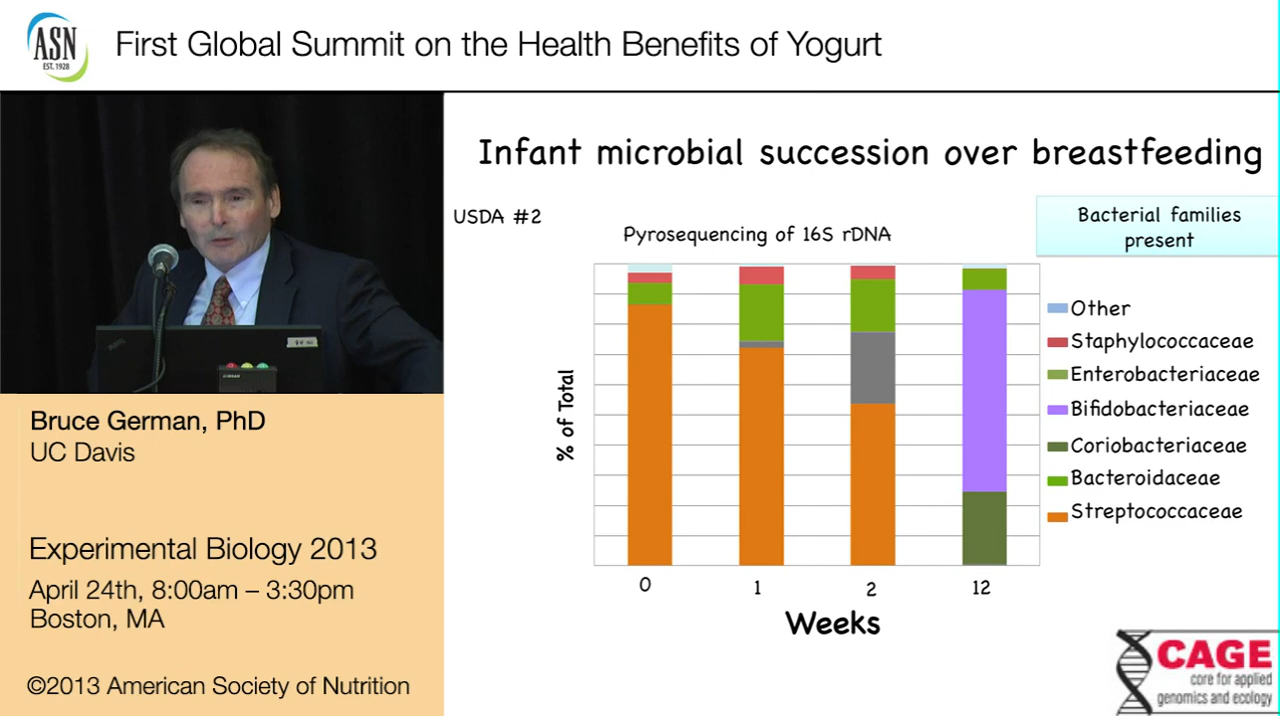 ASN
EST. 1928
First Global Summit on the Health Benefits of Yogurt
Bruce German, PhD
UC Davis
Experimental Biology 2013
April 24th, 8:00am – 3:30pm
Boston, MA
©2013 American Society of Nutrition
Infant microbial succession over breastfeeding
USDA #2
Pyrosequencing of 16S rDNA
Bacterial families
present
% of Total
Other
Staphylococcaceae
Enterobacteriaceae
Bifidobacteriaceae
Coriobacteriaceae
Bacteroidaceae
Streptococcaceae
0 1 2 12
Weeks
CAGE
core for applied
genomics and ecology